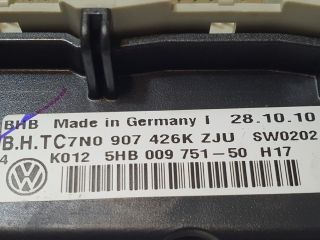 BHB Made in Germany I 28.10.10
B.H.TC7N0 907 426K ZJU SW0202
4 K012 5HB 009 751-50 H17